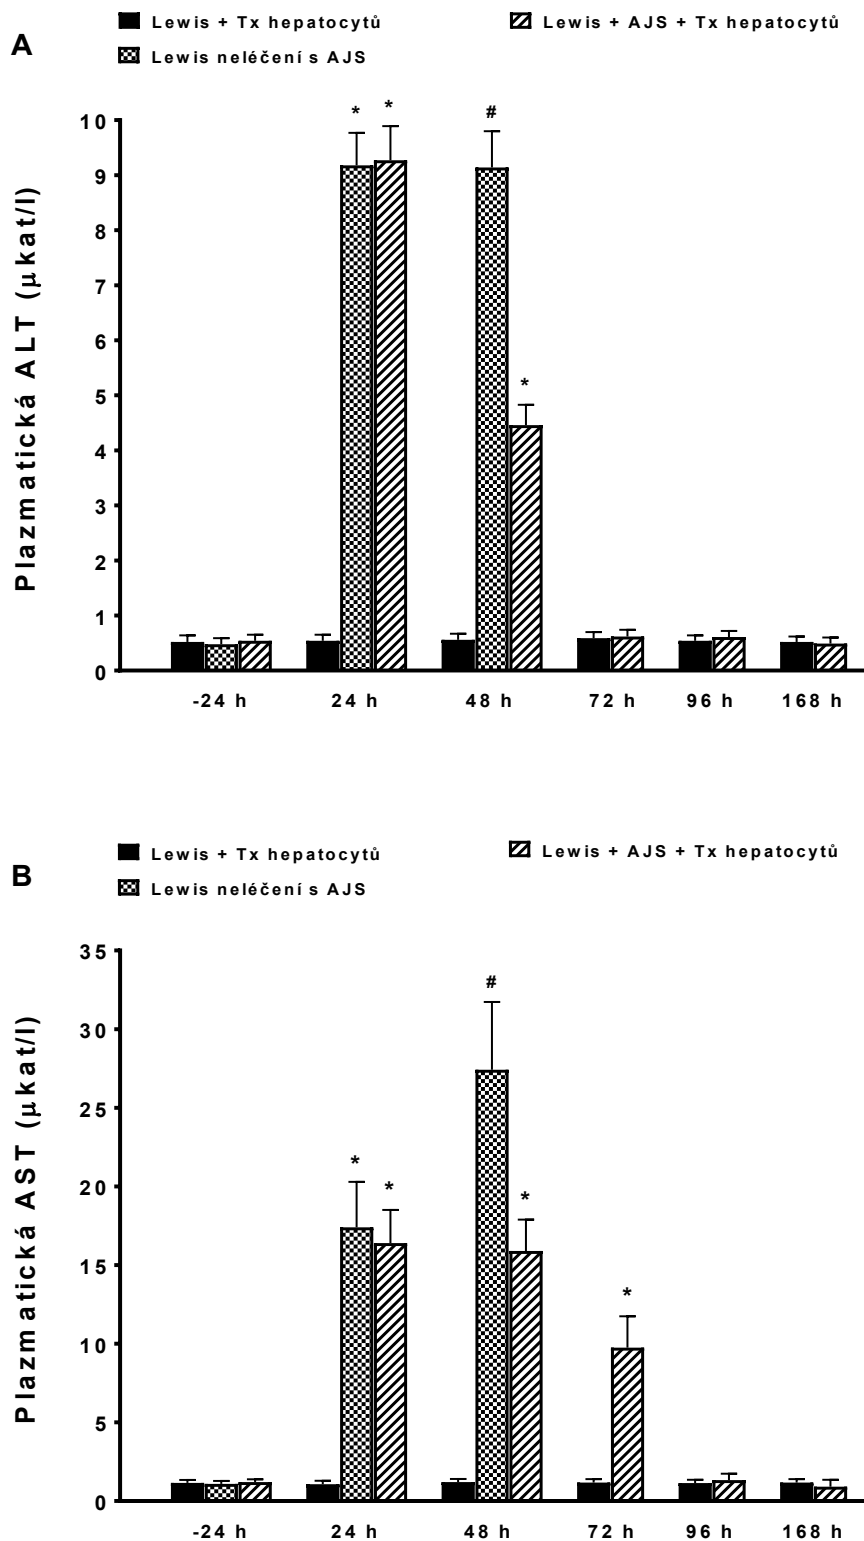 Lewis + Tx hepatocytů
Lewis + AJS + Tx hepatocytů
A
Lewis neléčení s AJS
Plazmatická ALT (μkat/l)
10
9
8
7
6
5
4
3
2
1
0
* * #
*
-24 h 24 h 48 h 72 h 96 h 168 h
Lewis + Tx hepatocytů
Lewis + AJS + Tx hepatocytů
B
Lewis neléčení s AJS
Plazmatická AST (μkat/l)
35
30
25
20
15
10
5
0
#
* * *
*
-24 h 24 h 48 h 72 h 96 h 168 h